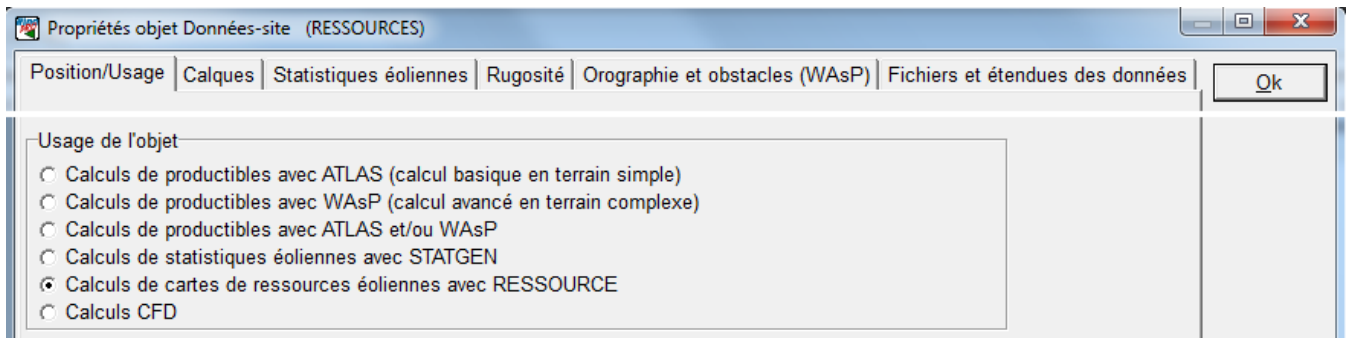 Propriétés objet Données-site (RESSOURCES)
Position/Usage Calques Statistiques éoliennes Rugosité Orographie et obstacles (WAsP) Fichiers et étendues des données Ok
Usage de l'objet
Calculs de productibles avec ATLAS (calcul basique en terrain simple)
Calculs de productibles avec WAsP (calcul avancé en terrain complexe)
Calculs de productibles avec ATLAS et/ou WAsP
Calculs de statistiques éoliennes avec STATGEN
Calculs de cartes de ressources éoliennes avec RESSOURCE
Calculs CFD